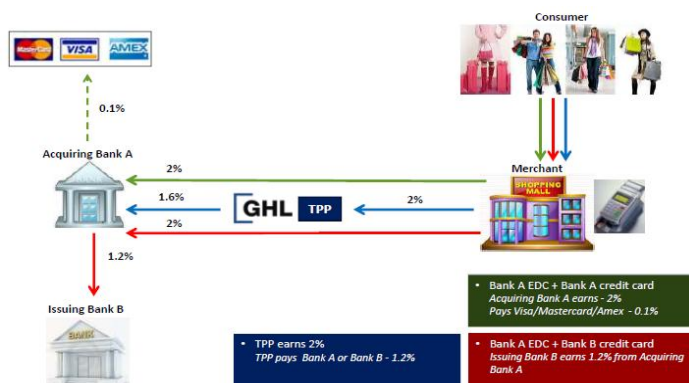 Consumer
MasterCard VISA AMEX
0.1%
Acquiring Bank A
Merchant
2%
SHOPPING
MALL
1.6%
GHL TPP
2%
2%
1.2%
Issuing Bank B
BANK
• Bank A EDC + Bank A credit card
Acquiring Bank A earns - 2%
Pays Visa/Mastercard/Amex - 0.1%
• TPP earns 2%
TPP pays Bank A or Bank B - 1.2%
• Bank A EDC + Bank B credit card
Issuing Bank B earns 1.2% from Acquiring
Bank A